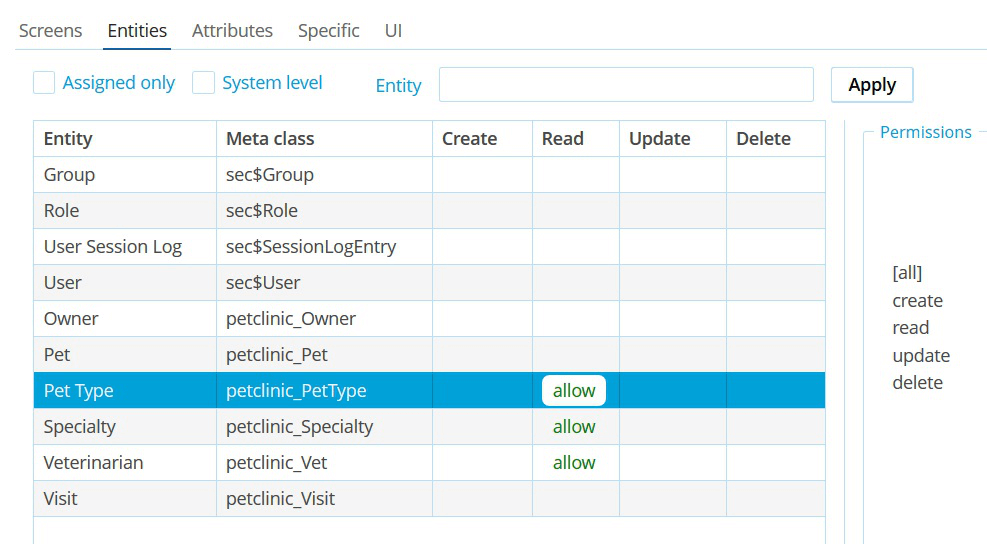 Screens Entities Attributes Specific UI
Assigned only System level Entity Apply
Entity Meta class Create Read Update Delete
Permissions
Group sec$Group
Role sec$Role
User Session Log sec$SessionLogEntry
User sec$User
Owner petclinic_Owner
Pet petclinic_Pet
Pet Type petclinic_PetType allow
Specialty petclinic_Specialty allow
Veterinarian petclinic_Vet allow
Visit petclinic_Visit
[all]
create
read
update
delete